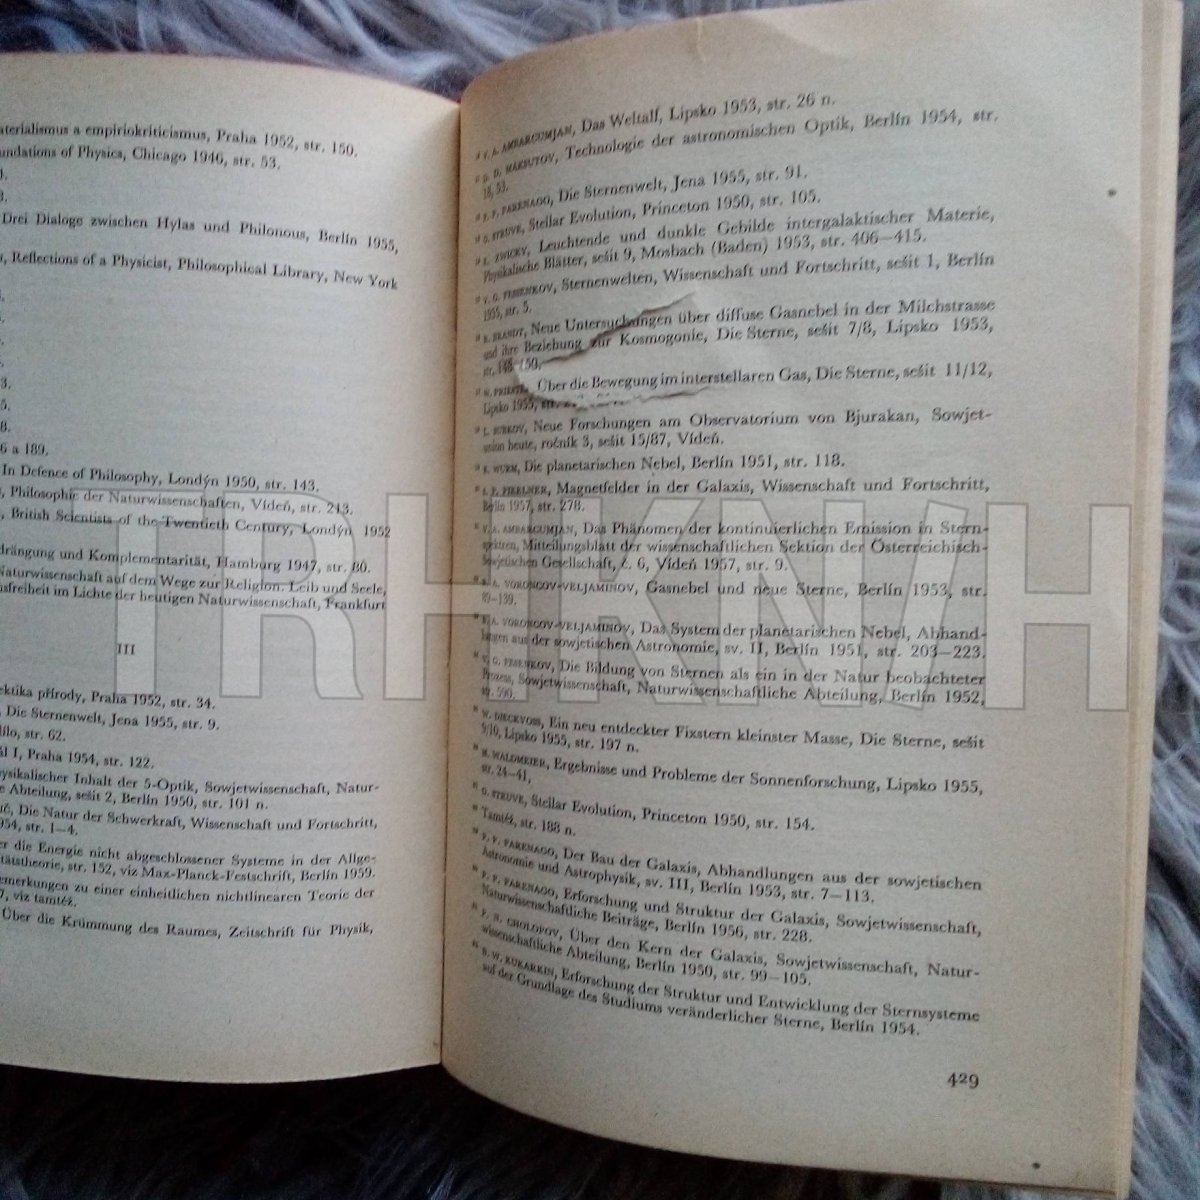 aterialismus a empiriokriticismus, Praha 1952, str. 150.
undations of Physics, Chicago 1946, str. 53.
Drei Dialoge zwischen Hylas und Philonous, Berlín 1955,
Reflections of a Physicist, Philosophical Library, New York
3.
5.
8.
6 a 189.
In Defence of Philosophy, Londýn 1950, str. 143.
Philosophie der Naturwissenschaften, Vídeň, str. 213.
British Scientists of the Twentieth Century, Londýn 1952
drängung und Komplementarität, Hamburg 1947, str. 80.
Naturwissenschaft auf dem Wege zur Religion. Leib und Seele,
sfreiheit im Lichte der heutigen Naturwissenschaft, Frankfurt
III
ektika přírody, Praha 1952, str. 34.
Die Sternenwelt, Jena 1955, str. 9.
dílo, str. 62.
ál I, Praha 1954, str. 122.
ysikalischer Inhalt der 5-Optik, Sowjetwissenschaft, Natur-
e Abteilung, sešit 2, Berlín 1950, str. 101 n.
uč, Die Natur der Schwerkraft, Wissenschaft und Fortschritt,
954, str. 1—4.
er die Energie nicht abgeschlossener Systeme in der Allge-
tätstheorie, str. 152, viz Max-Planck-Festschrift, Berlín 1959.
emerkungen zu einer einheitlichen nichtlinearen Teorie der
7, viz tamtéž.
Über die Krümmung des Raumes, Zeitschrift für Physik,
V. A. AMBARCUMJAN, Das Weltall, Lipsko 1953, str. 26 n.
D. D. MAKSUTOV, Technologie der astronomischen Optik, Berlín 1954, str.
18, 53.
P. P. PARENAGO, Die Sternenwelt, Jena 1955, str. 91.
O. STRUVE, Stellar Evolution, Princeton 1950, str. 105.
ZWICKY, Leuchtende und dunkle Gebilde intergalaktischer Materie,
Physikalische Blätter, sešit 9, Mosbach (Baden) 1953, str. 406—415.
V. G. FESENKOV, Sternenwelten, Wissenschaft und Fortschritt, sešit 1, Berlín
1955, str. 5.
BRANDT, Neue Untersuchungen über diffuse Gasnebel in der Milchstrasse
und ihre Beziehung zur Kosmogonie, Die Sterne, sešit 7/8, Lipsko 1953,
str. 148—150.
W. Über die Bewegung im interstellaren Gas, Die Sterne, sešit 11/12,
Lipsko 1955, str.
Neue Forschungen am Observatorium von Bjurakan, Sowjet-
union heute, ročník 3, sešit 15/87, Vídeň.
K. WURM, Die planetarischen Nebel, Berlín 1951, str. 118.
PIKELNER, Magnetfelder in der Galaxis, Wissenschaft und Fortschritt,
Berlín 1957, str. 278.
V. A. AMBARCUMJAN, Das Phänomen der kontinuierlichen Emission in Stern-
spektren, Mitteilungsblatt der wissenschaftlichen Sektion der Österreichisch-
Sowjetischen Gesellschaft, č. 6, Vídeň 1957, str. 9.
B. A. VORONCOV-VELJAMINOV, Gasnebel und neue Sterne, Berlín 1953, str.
89—139.
B. A. VORONCOV-VELJAMINOV, Das System der planetarischen Nebel, Abhand-
lungen aus der sowjetischen Astronomie, sv. II, Berlín 1951, str. 203—223.
V. G. FESENKOV, Die Bildung von Sternen als ein in der Natur beobachteter
Prozess, Sowjetwissenschaft, Naturwissenschaftliche Abteilung, Berlín 1952,
str. 590.
W. DIECKVOSS, Ein neu entdeckter Fixstern kleinster Masse, Die Sterne, sešit
9/10, Lipsko 1955, str. 197 n.
M. WALDMEIER, Ergebnisse und Probleme der Sonnenforschung, Lipsko 1955,
str. 24—41.
O. STRUVE, Stellar Evolution, Princeton 1950, str. 154.
Tamtéž, str. 188 n.
P. P. PARENAGO, Der Bau der Galaxis, Abhandlungen aus der sowjetischen
Astronomie und Astrophysik, sv. III, Berlín 1953, str. 7—113.
P. P. PARENAGO, Erforschung und Struktur der Galaxis, Sowjetwissenschaft,
Naturwissenschaftliche Beiträge, Berlín 1956, str. 228.
P. N. CHOLOPOV, Über den Kern der Galaxis, Sowjetwissenschaft, Natur-
wissenschaftliche Abteilung, Berlín 1950, str. 99—105.
B. W. KUKARKIN, Erforschung der Struktur und Entwicklung der Sternsysteme
auf der Grundlage des Studiums veränderlicher Sterne, Berlín 1954.
429
TRHKNIH